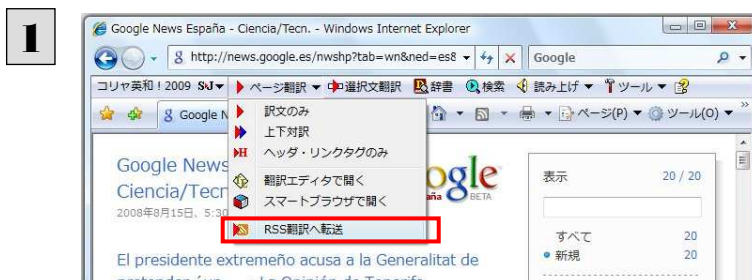 1
Google News España - Ciencia/Tecn. - Windows Internet Explorer
http://news.google.es/nwshp?tab=wn&ned=es8
Google
コリャ英和!2009 S⇔J ページ翻訳 選択文翻訳 辞書 検索 読み上げ ツール
Google N ページ(P) ツール(O) »
訳文のみ
上下対訳
ヘッダ・リンクタグのみ
翻訳エディタで開く
スマートブラウザで開く
RSS翻訳へ転送
Google News
Ciencia/Tecn
2008年8月15日、5:30
ogle
aña BETA
表示 20 / 20
すべて 20
新規 20
El presidente extremeño acusa a la Generalitat de